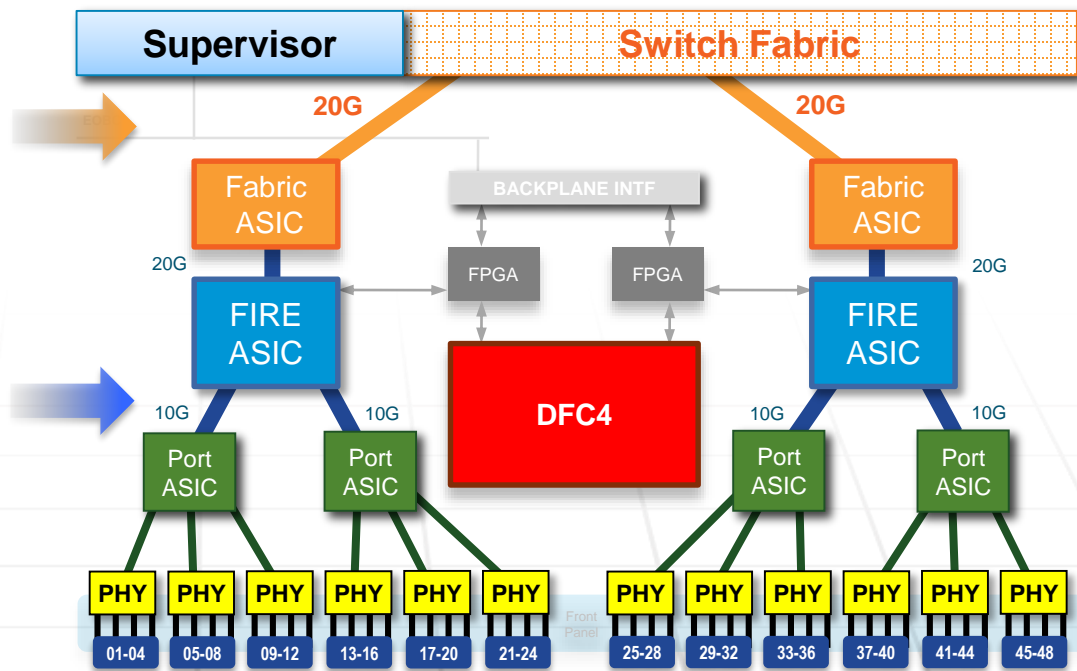 Supervisor
Switch Fabric
20G
20G
Fabric
ASIC
BACKPLANE INTF
Fabric
ASIC
20G
FPGA
FPGA
20G
FIRE
ASIC
FIRE
ASIC
DFC4
10G
10G
10G
10G
Port
ASIC
Port
ASIC
Port
ASIC
Port
ASIC
PHY
PHY
PHY
PHY
PHY
PHY
PHY
PHY
PHY
PHY
PHY
PHY
Front
Panel
01-04
05-08
09-12
13-16
17-20
21-24
25-28
29-32
33-36
37-40
41-44
45-48